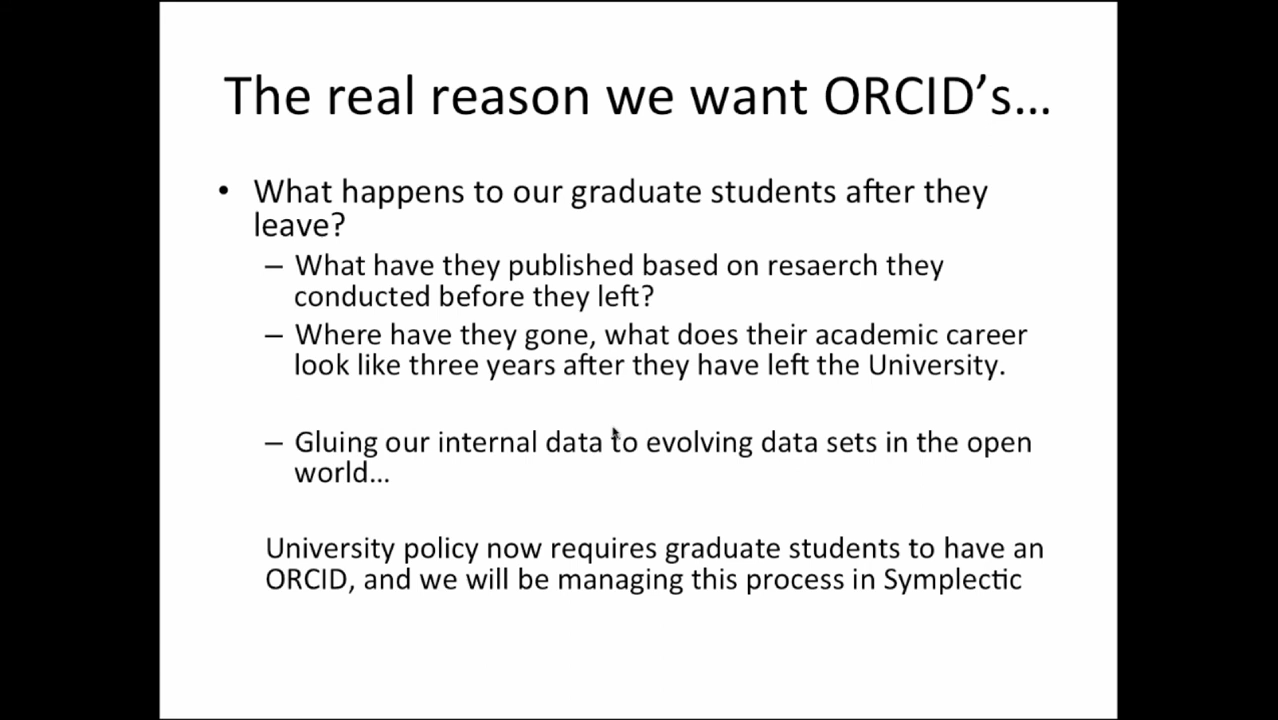 The real reason we want ORCID’s…
• What happens to our graduate students after they
leave?
– What have they published based on resaerch they
conducted before they left?
– Where have they gone, what does their academic career
look like three years after they have left the University.
– Gluing our internal data to evolving data sets in the open
world…
University policy now requires graduate students to have an
ORCID, and we will be managing this process in Symplectic